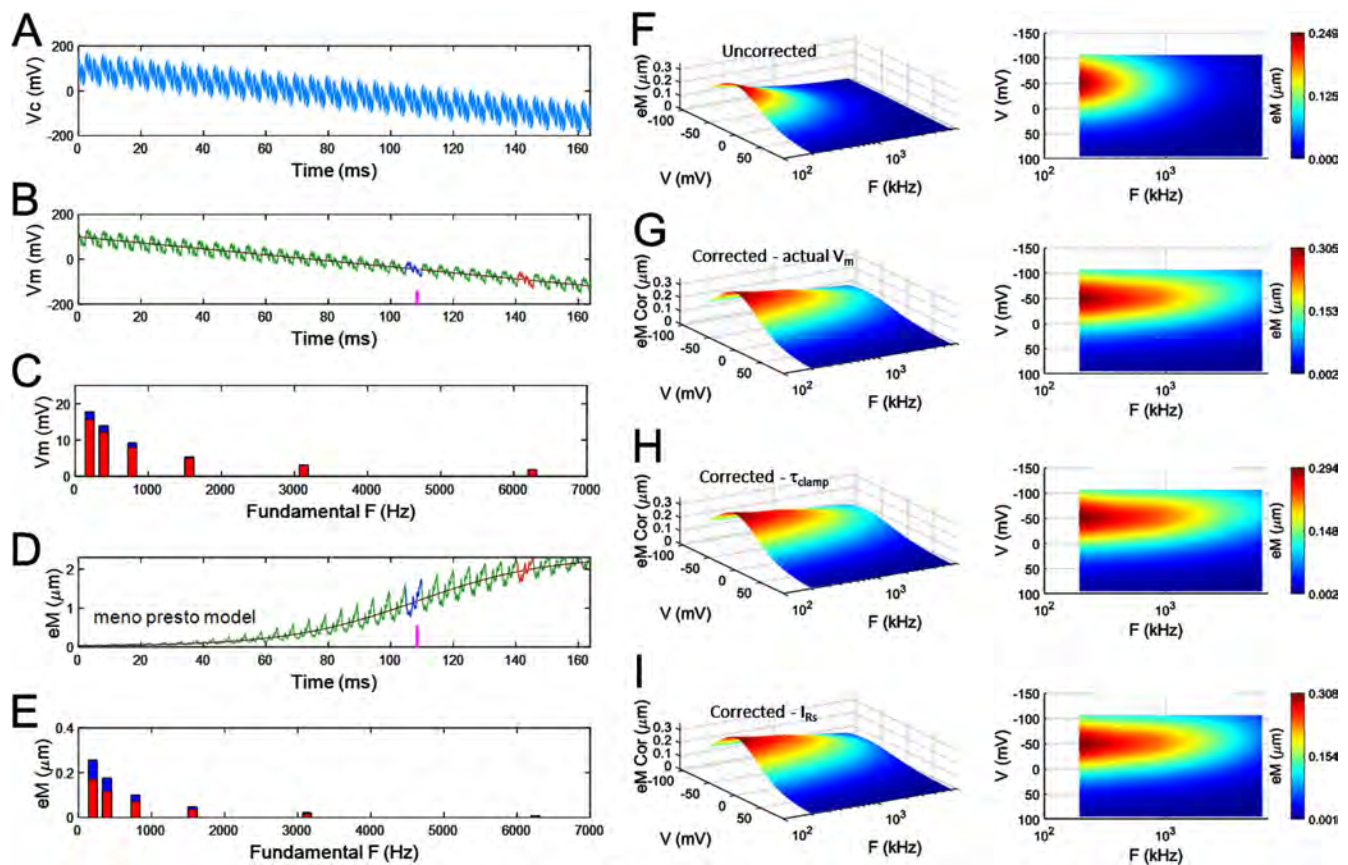 A
Vc (mV)
200
0
-200
0 20 40 60 80 100 120 140 160
Time (ms)
B
Vm (mV)
200
0
-200
0 20 40 60 80 100 120 140 160
Time (ms)
C
Vm (mV)
20
10
0
0 1000 2000 3000 4000 5000 6000 7000
Fundamental F (Hz)
D
eM (μm)
2
1
0
meno presto model
0 20 40 60 80 100 120 140 160
Time (ms)
E
eM (μm)
0.4
0.2
0
0 1000 2000 3000 4000 5000 6000 7000
Fundamental F (Hz)
F
Uncorrected
eM (μm)
0.3
0.2
0.1
0
-100
-50
0
50
V (mV)
10²
10³
F (kHz)
V (mV)
-150
-100
-50
0
50
100
10²
10³
F (kHz)
0.249
0.125
0.000
eM (μm)
G
Corrected - actual Vm
eM Cor (μm)
0.3
0.2
0.1
0
-100
-50
0
50
V (mV)
10²
10³
F (kHz)
V (mV)
-150
-100
-50
0
50
100
10²
10³
F (kHz)
0.305
0.153
0.002
eM (μm)
H
Corrected - τclamp
eM Cor (μm)
0.3
0.2
0.1
0
-100
-50
0
50
V (mV)
10²
10³
F (kHz)
V (mV)
-150
-100
-50
0
50
100
10²
10³
F (kHz)
0.294
0.148
0.002
eM (μm)
I
Corrected - IRs
eM Cor (μm)
0.3
0.2
0.1
0
-100
-50
0
50
V (mV)
10²
10³
F (kHz)
V (mV)
-150
-100
-50
0
50
100
10²
10³
F (kHz)
0.308
0.154
0.001
eM (μm)